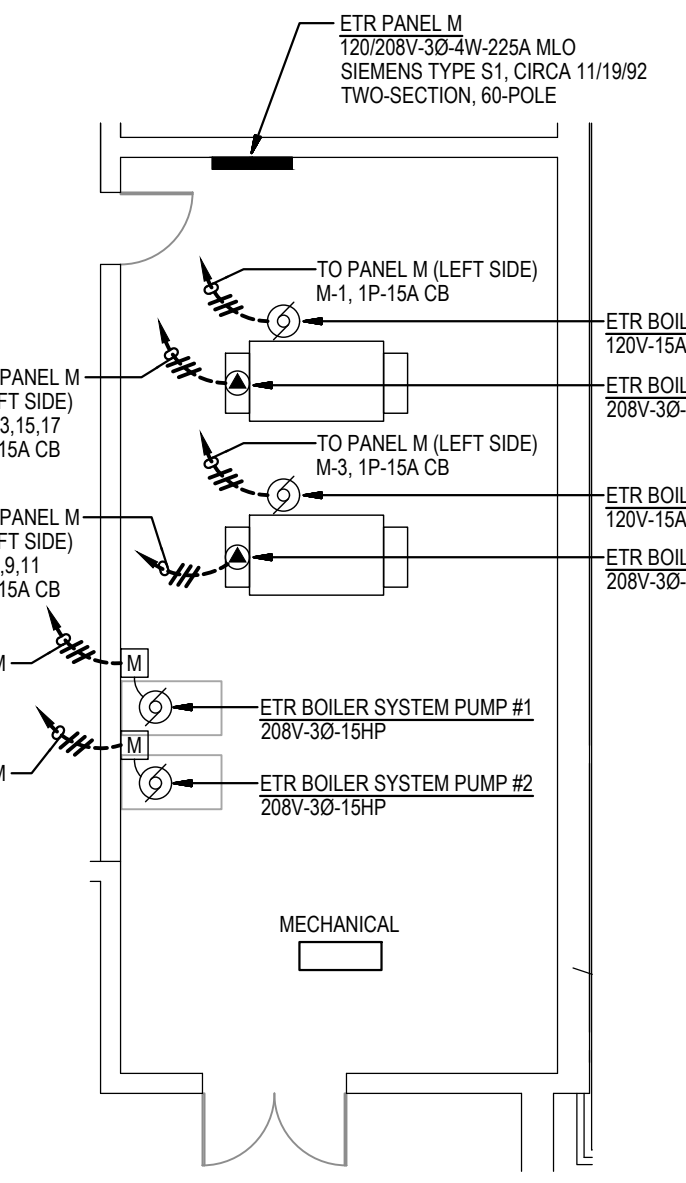 ETR PANEL M
120/208V-3Ø-4W-225A MLO
SIEMENS TYPE S1, CIRCA 11/19/92
TWO-SECTION, 60-POLE
TO PANEL M (LEFT SIDE)
M-1, 1P-15A CB
ETR BOIL
120V-15A
PANEL M
FT SIDE)
3,15,17
15A CB
ETR BOIL
208V-3Ø-
TO PANEL M (LEFT SIDE)
M-3, 1P-15A CB
ETR BOIL
120V-15A
PANEL M
FT SIDE)
,9,11
15A CB
ETR BOIL
208V-3Ø-
M
M
ETR BOILER SYSTEM PUMP #1
208V-3Ø-15HP
M
M
ETR BOILER SYSTEM PUMP #2
208V-3Ø-15HP
MECHANICAL